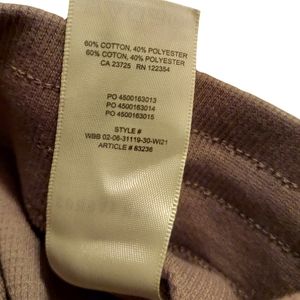 60% COTTON, 40% POLYESTER
60% COTON, 40% POLYESTER
CA 23725 RN 122354
PO 4500163013
PO 4500163014
PO 4500163015
STYLE #
WBB 02-06-31119-30-WI21
ARTICLE # 83236